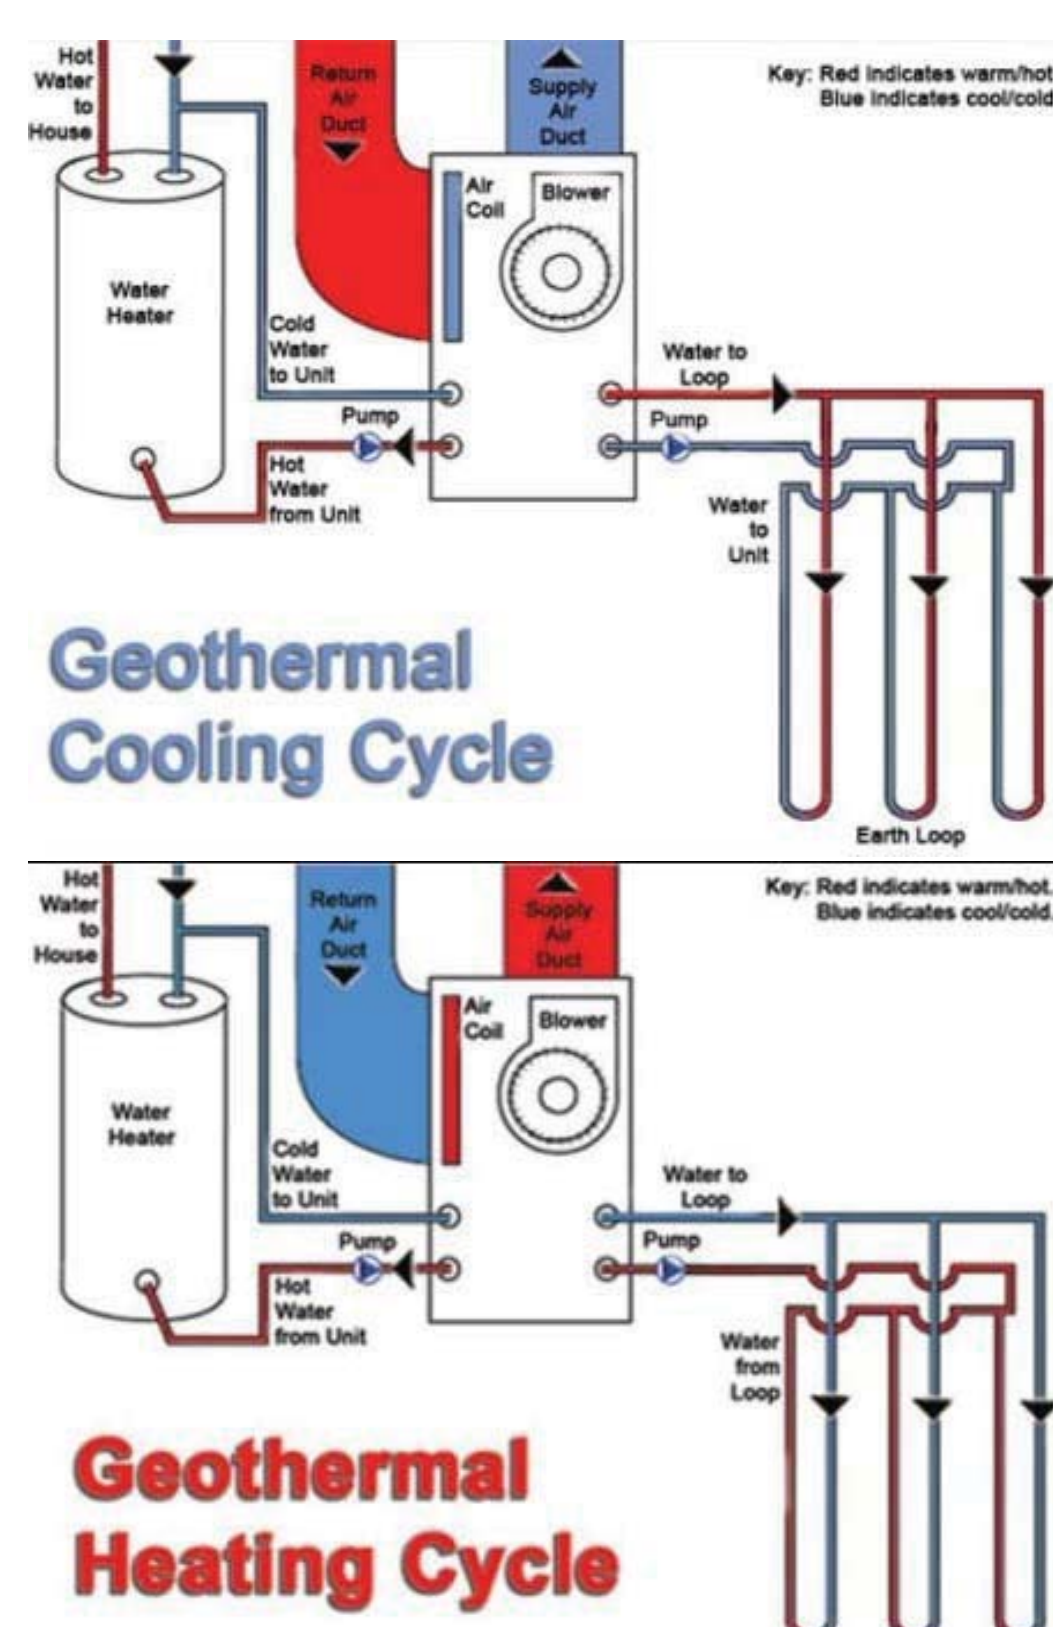 Hot
Water
to
House
Return
Air
Duct
Supply
Air
Duct
Key: Red indicates warm/hot
Blue indicates cool/cold
Air
Coil
Blower
Water
Heater
Cold
Water
to Unit
Water to
Loop
Pump
Pump
Hot
Water
from Unit
Water
to
Unit
Geothermal
Cooling Cycle
Earth Loop
Hot
Water
to
House
Return
Air
Duct
Supply
Air
Duct
Key: Red indicates warm/hot.
Blue indicates cool/cold.
Air
Coil
Blower
Water
Heater
Cold
Water
to Unit
Water to
Loop
Pump
Pump
Hot
Water
from Unit
Water
from
Loop
Geothermal
Heating Cycle